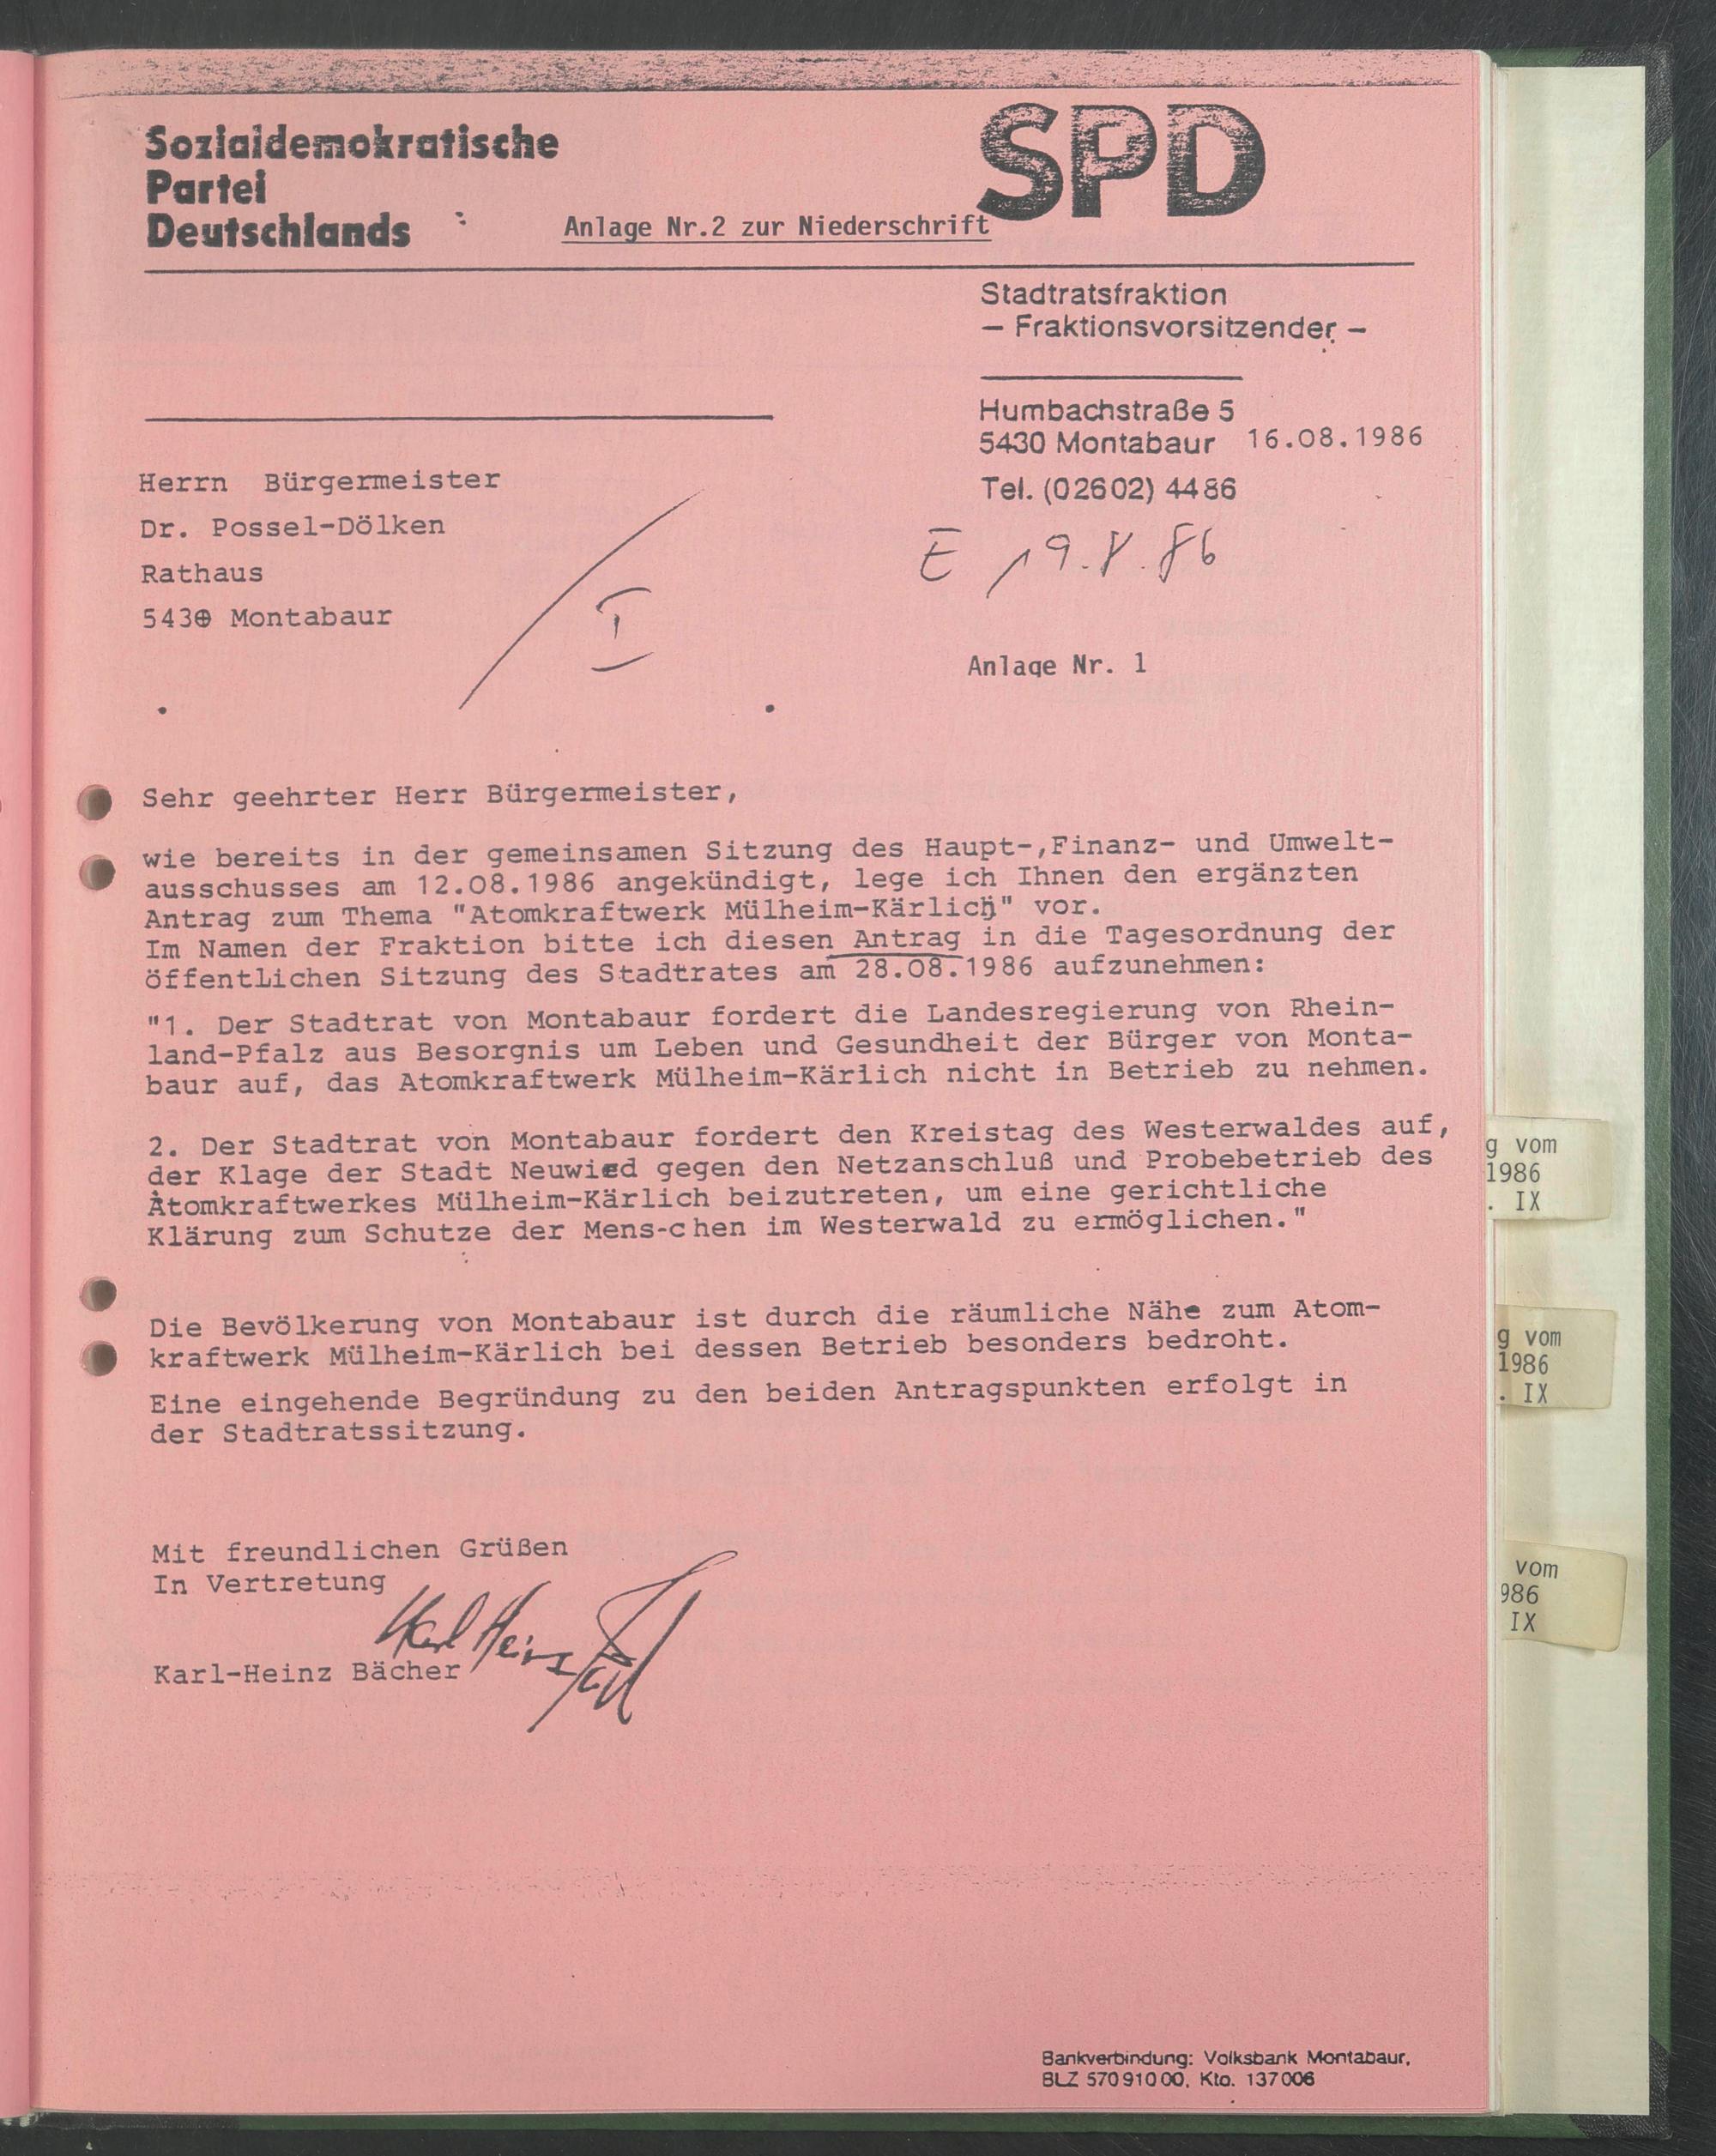 Sozialdemokratische
Partei
Deutschlands
SPD
Anlage Nr.2 zur Niederschrift
Stadtratsfraktion
– Fraktionsvorsitzender –
Humbachstraße 5
5430 Montabaur 16.08.1986
Tel. (02602) 4486
Herrn Bürgermeister
Dr. Possel-Dölken
Rathaus
5430 Montabaur
I
E 19.8.86
Anlage Nr. 1
Sehr geehrter Herr Bürgermeister,
wie bereits in der gemeinsamen Sitzung des Haupt-,Finanz- und Umwelt-
ausschusses am 12.08.1986 angekündigt, lege ich Ihnen den ergänzten
Antrag zum Thema "Atomkraftwerk Mülheim-Kärlich" vor.
Im Namen der Fraktion bitte ich diesen Antrag in die Tagesordnung der
öffentlichen Sitzung des Stadtrates am 28.08.1986 aufzunehmen:
"1. Der Stadtrat von Montabaur fordert die Landesregierung von Rhein-
land-Pfalz aus Besorgnis um Leben und Gesundheit der Bürger von Monta-
baur auf, das Atomkraftwerk Mülheim-Kärlich nicht in Betrieb zu nehmen.
2. Der Stadtrat von Montabaur fordert den Kreistag des Westerwaldes auf,
der Klage der Stadt Neuwied gegen den Netzanschluß und Probebetrieb des
Atomkraftwerkes Mülheim-Kärlich beizutreten, um eine gerichtliche
Klärung zum Schutze der Mens-chen im Westerwald zu ermöglichen."
Die Bevölkerung von Montabaur ist durch die räumliche Nähe zum Atom-
kraftwerk Mülheim-Kärlich bei dessen Betrieb besonders bedroht.
Eine eingehende Begründung zu den beiden Antragspunkten erfolgt in
der Stadtratssitzung.
Mit freundlichen Grüßen
In Vertretung
Karl Heinz
Karl-Heinz Bächer
Bankverbindung: Volksbank Montabaur,
BLZ 570 910 00, Kto. 137 006
g vom
1986
. IX
g vom
1986
. IX
vom
986
IX